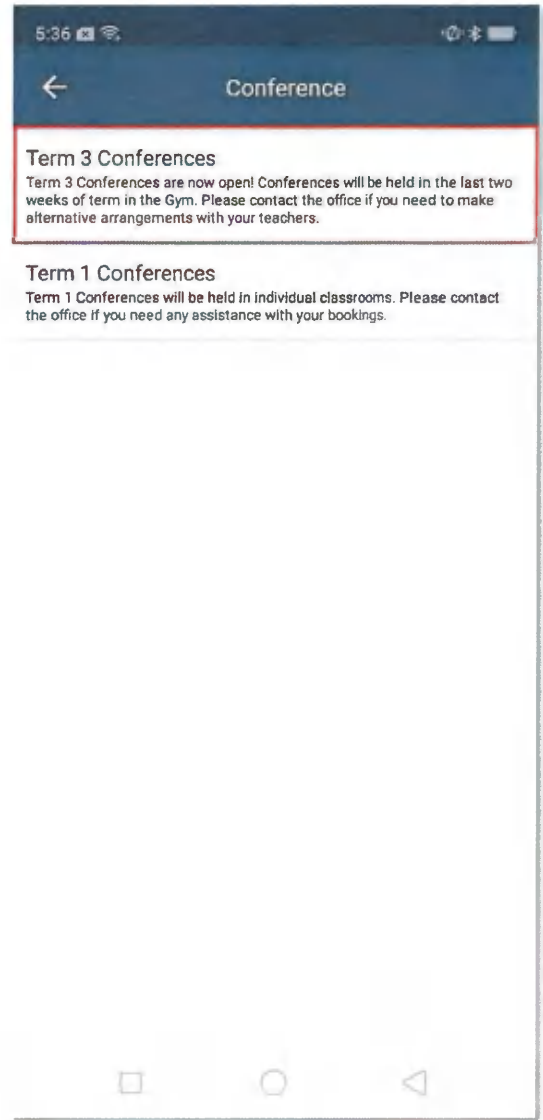 5:36
Conference
Term 3 Conferences
Term 3 Conferences are now open! Conferences will be held in the last two
weeks of term in the Gym. Please contact the office if you need to make
alternative arrangements with your teachers.
Term 1 Conferences
Term 1 Conferences will be held in individual classrooms. Please contact
the office if you need any assistance with your bookings.